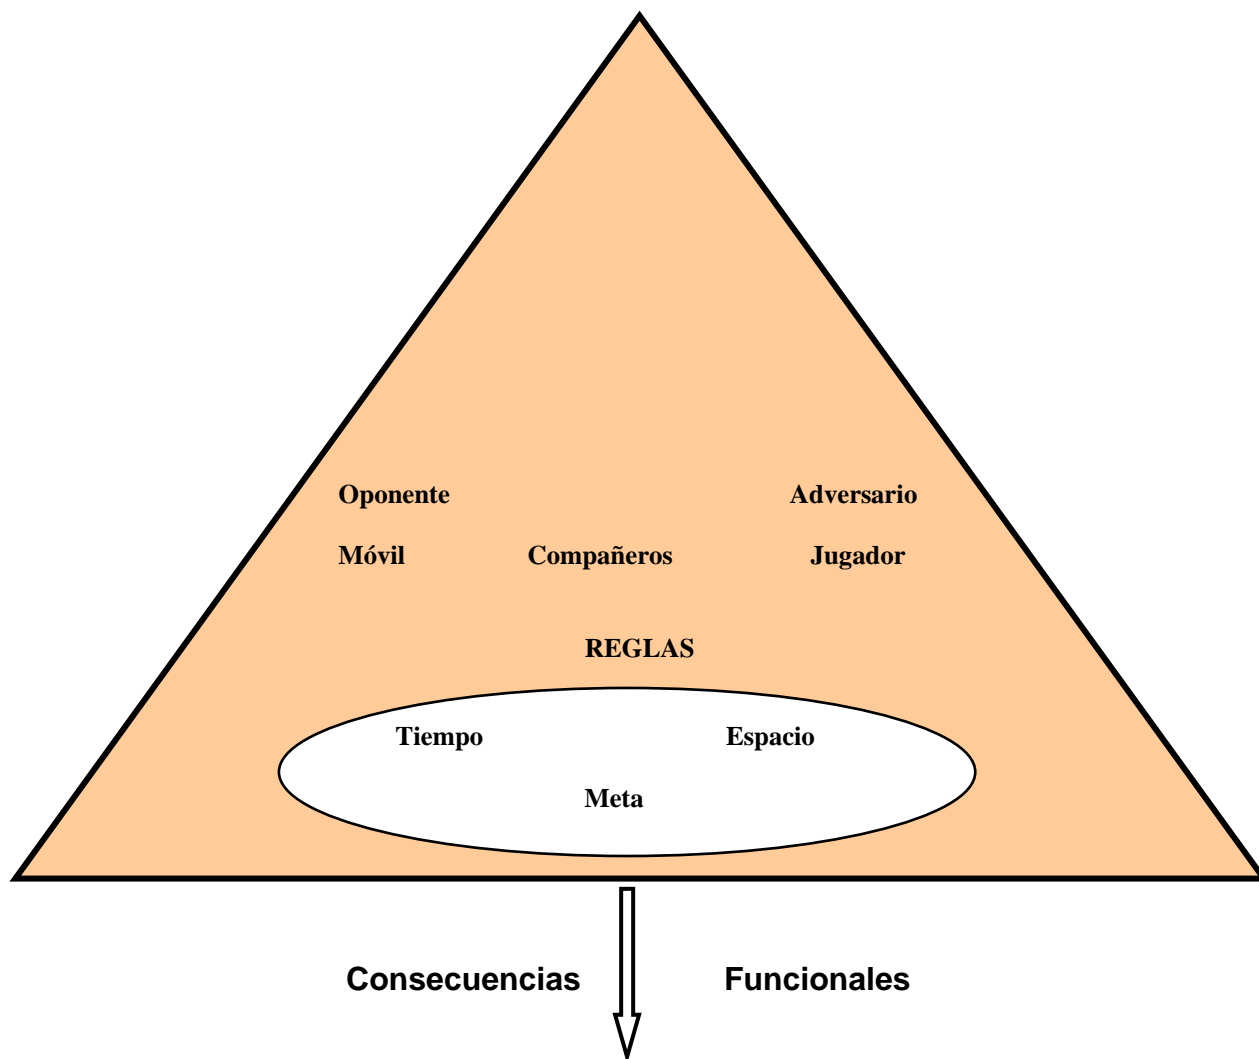 Oponente Adversario
Móvil Compañeros Jugador
REGLAS
Tiempo Espacio
Meta
Consecuencias Funcionales